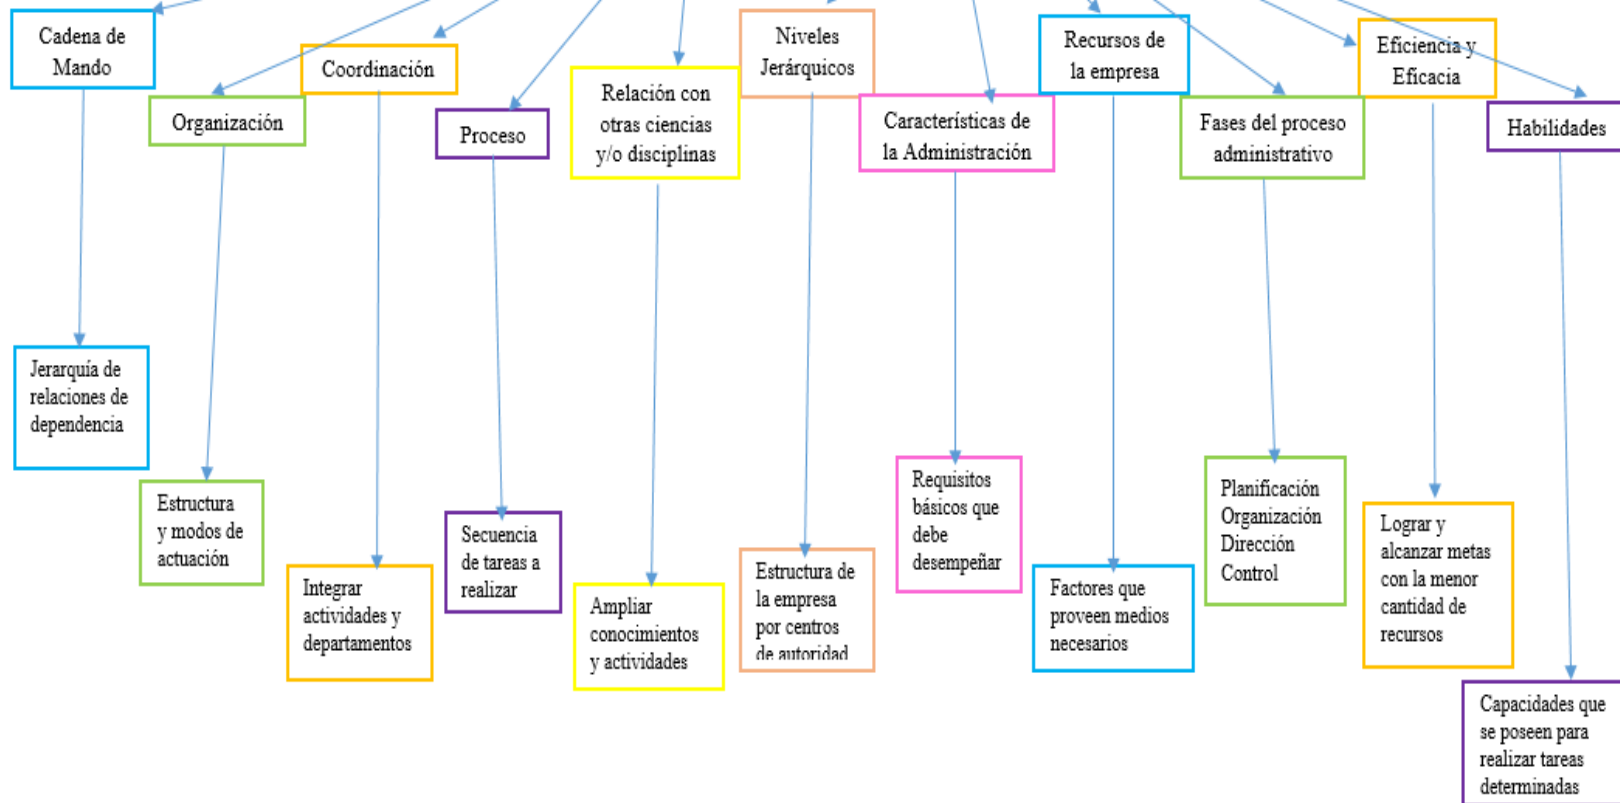 Cadena de
Mando
Organización
Coordinación
Proceso
Relación con
otras ciencias
y/o disciplinas
Niveles
Jerárquicos
Características de
la Administración
Recursos de
la empresa
Fases del proceso
administrativo
Eficiencia y
Eficacia
Habilidades
Jerarquía de
relaciones de
dependencia
Estructura
y modos de
actuación
Integrar
actividades y
departamentos
Secuencia
de tareas a
realizar
Ampliar
conocimientos
y actividades
Estructura de
la empresa
por centros
de autoridad
Requisitos
básicos que
debe
desempeñar
Factores que
proveen medios
necesarios
Planificación
Organización
Dirección
Control
Lograr y
alcanzar metas
con la menor
cantidad de
recursos
Capacidades que
se poseen para
realizar tareas
determinadas